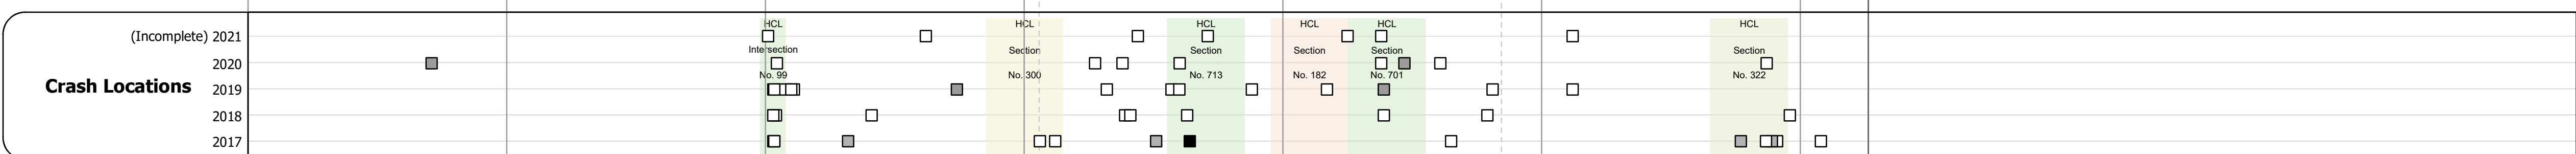 Crash Locations
(Incomplete) 2021
2020
2019
2018
2017
HCL
Intersection
No. 99
HCL
Section
No. 300
HCL
Section
No. 713
HCL
Section
No. 182
HCL
Section
No. 701
HCL
Section
No. 322